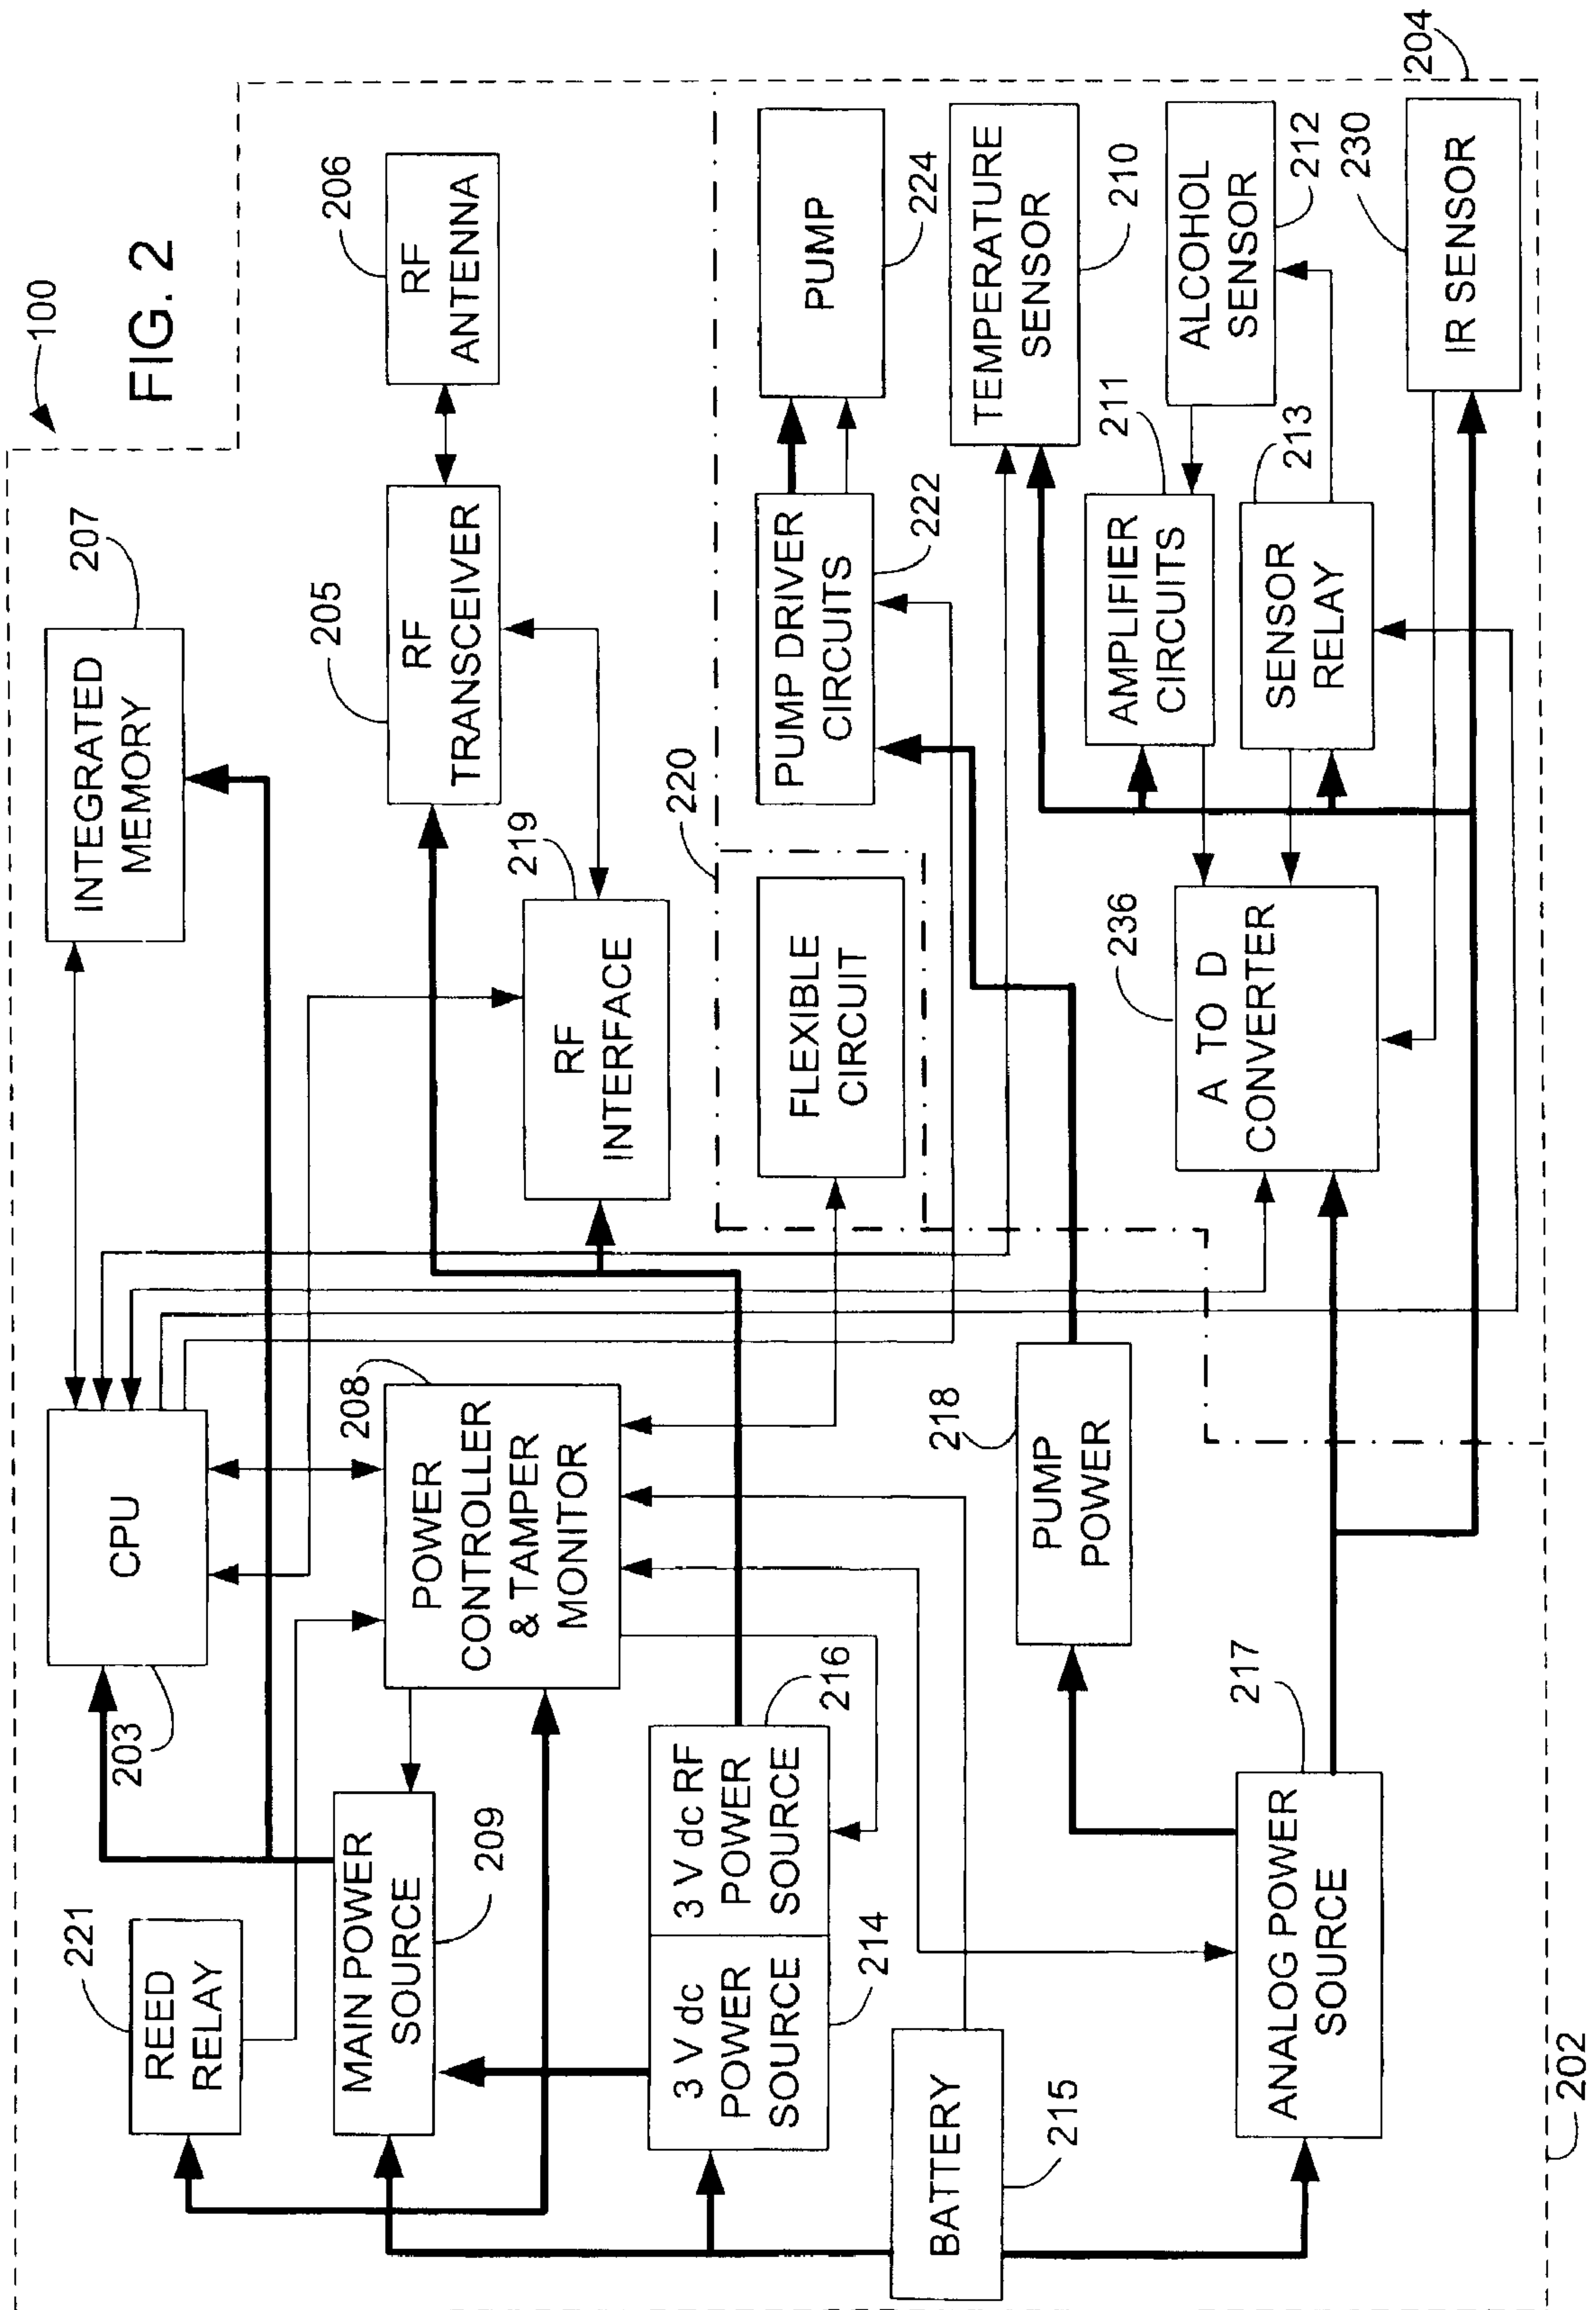 100
FIG. 2
207
INTEGRATED
MEMORY
206
RF
ANTENNA
205
RF
TRANSCEIVER
219
RF
INTERFACE
CPU
203
208
POWER
CONTROLLER
& TAMPER
MONITOR
221
REED
RELAY
MAIN POWER
SOURCE
209
3 V dc
POWER
SOURCE
214
3 V dc RF
POWER
SOURCE
216
BATTERY
215
218
PUMP
POWER
217
ANALOG POWER
SOURCE
202
220
FLEXIBLE
CIRCUIT
PUMP DRIVER
CIRCUITS
222
PUMP
224
TEMPERATURE
SENSOR
210
211
AMPLIFIER
CIRCUITS
ALCOHOL
SENSOR
212
213
SENSOR
RELAY
236
A TO D
CONVERTER
230
IR SENSOR
204